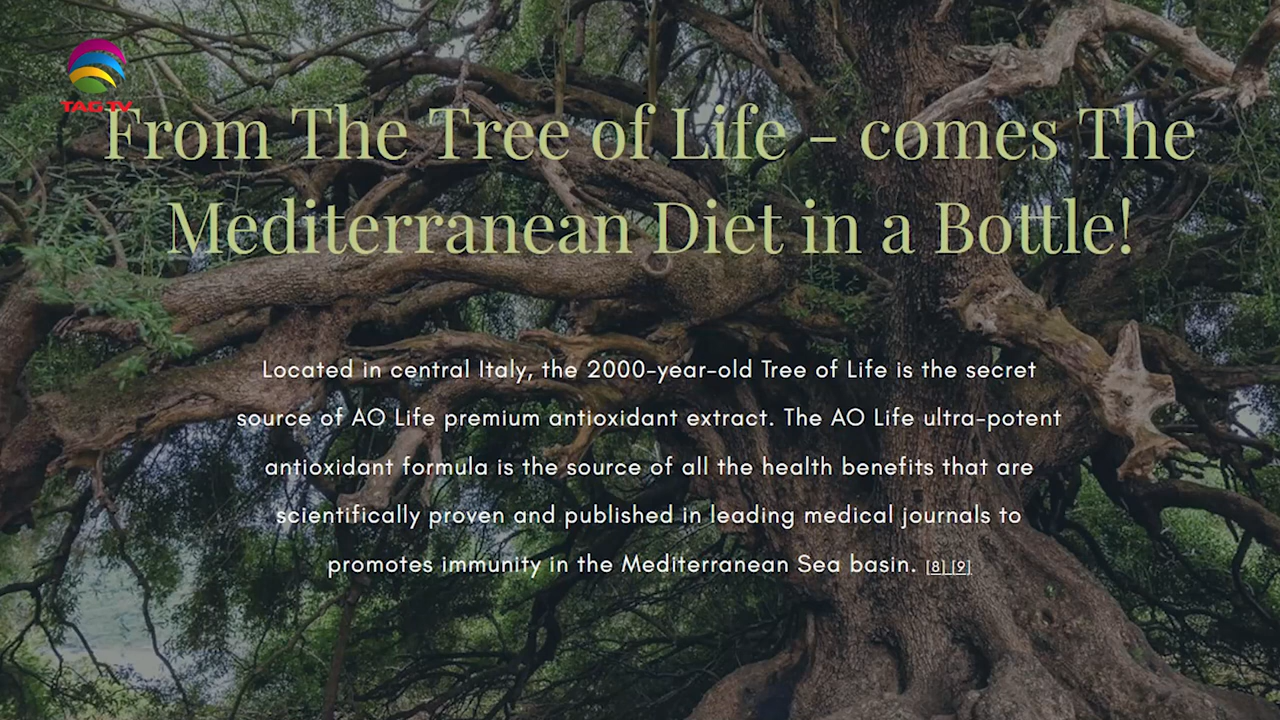 TAG TV
From The Tree of Life - comes The
Mediterranean Diet in a Bottle!
Located in central Italy, the 2000-year-old Tree of Life is the secret
source of AO Life premium antioxidant extract. The AO Life ultra-potent
antioxidant formula is the source of all the health benefits that are
scientifically proven and published in leading medical journals to
promotes immunity in the Mediterranean Sea basin. [8] [9]